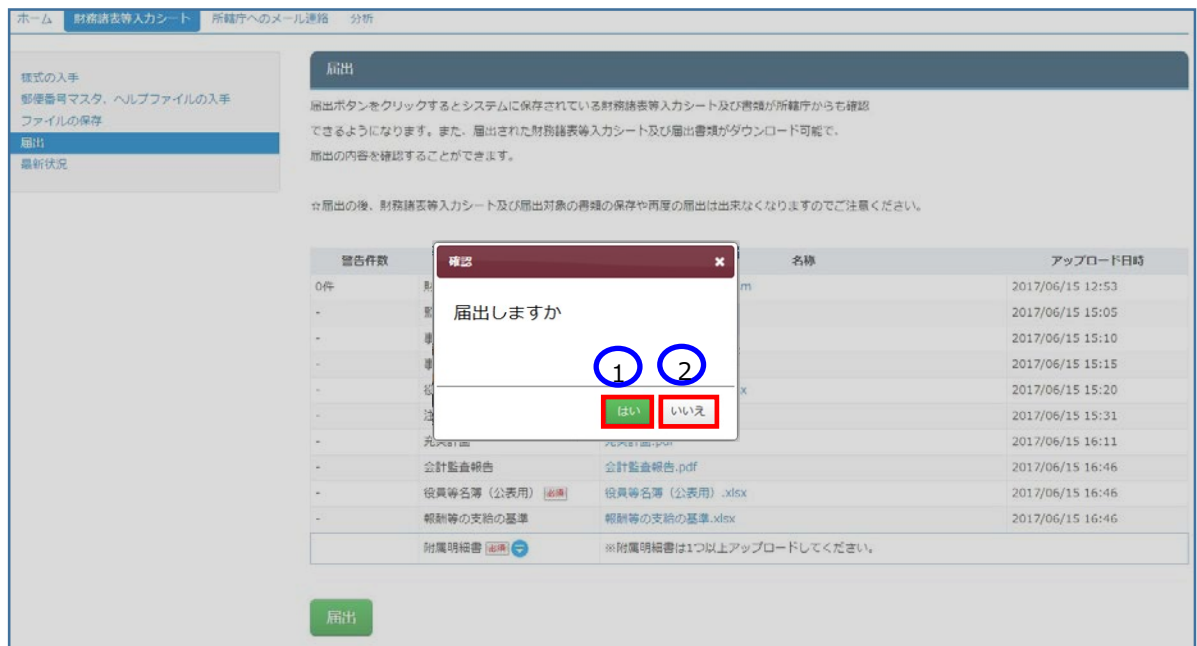 ホーム 財務諸表等入力シート 所轄庁へのメール連絡 分析
様式の入手
郵便番号マスタ、ヘルプファイルの入手
ファイルの保存
届出
最新状況
届出
届出ボタンをクリックするとシステムに保存されている財務諸表等入力シート及び書類が所轄庁からも確認
できるようになります。また、届出された財務諸表等入力シート及び届出書類がダウンロード可能で、
届出の内容を確認することができます。
☆届出の後、財務諸表等入力シート及び届出対象の書類の保存や再度の届出は出来なくなりますのでご注意ください。
警告件数 名称 アップロード日時
0件 m 2017/06/15 12:53
- 2017/06/15 15:05
- 2017/06/15 15:10
- 2017/06/15 15:15
- x 2017/06/15 15:20
- 2017/06/15 15:31
- 充実計画 充実計画.pdf 2017/06/15 16:11
- 会計監査報告 会計監査報告.pdf 2017/06/15 16:46
- 役員等名簿（公表用） 必須 役員等名簿（公表用）.xlsx 2017/06/15 16:46
- 報酬等の支給の基準 報酬等の支給の基準.xlsx 2017/06/15 16:46
附属明細書 必須 ※附属明細書は1つ以上アップロードしてください。
届出
確認 ×
届出しますか
1 2
はい いいえ